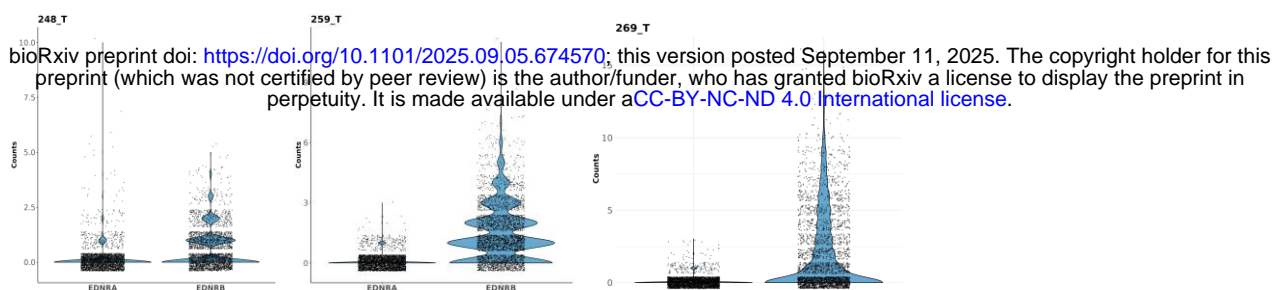 248_T
259_T
269_T
bioRxiv preprint doi: https://doi.org/10.1101/2025.09.05.674570; this version posted September 11, 2025. The copyright holder for this
preprint (which was not certified by peer review) is the author/funder, who has granted bioRxiv a license to display the preprint in
perpetuity. It is made available under aCC-BY-NC-ND 4.0 International license.
10.0
7.5
5.0
2.5
0.0
Counts
EDNRA EDNRB
6
3
0
Counts
EDNRA EDNRB
10
5
0
Counts